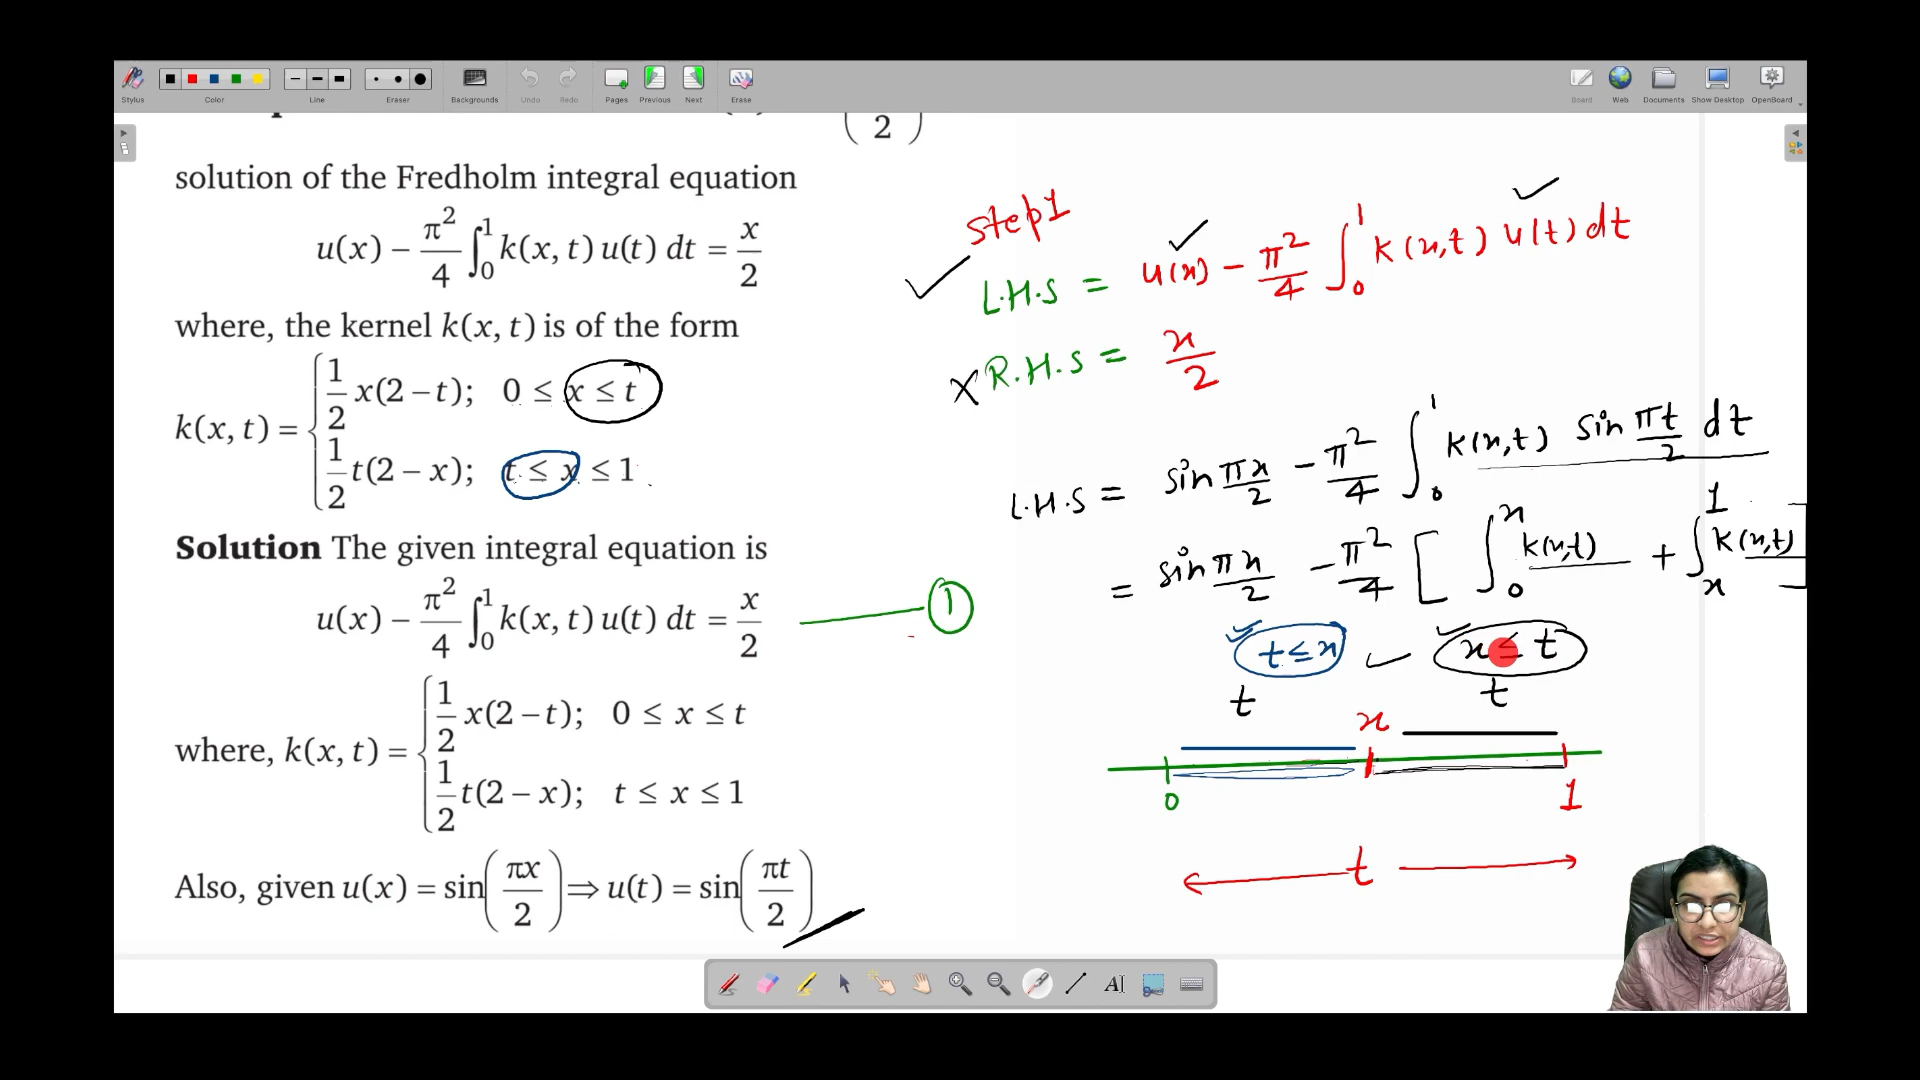 Stylus Color Line Eraser Backgrounds Undo Redo Pages Previous Next Erase Board Web Documents Show Desktop OpenBoard
( 2 )
solution of the Fredholm integral equation
u(x) − π²/4 ∫₀¹ k(x, t) u(t) dt = x/2
where, the kernel k(x, t) is of the form
k(x, t) = { 1/2 x(2 − t); 0 ≤ x ≤ t
1/2 t(2 − x); t ≤ x ≤ 1
Solution The given integral equation is
u(x) − π²/4 ∫₀¹ k(x, t) u(t) dt = x/2 ①
where, k(x, t) = { 1/2 x(2 − t); 0 ≤ x ≤ t
1/2 t(2 − x); t ≤ x ≤ 1
Also, given u(x) = sin(πx/2) ⇒ u(t) = sin(πt/2)
Step 1
L.H.S = u(x) − π²/4 ∫₀¹ k(x,t) u(t) dt
R.H.S = x/2
L.H.S = sin πx/2 − π²/4 ∫₀¹ k(x,t) sin πt/2 dt
= sin πx/2 − π²/4 [ ∫₀ˣ k(x,t) + ∫ₓ¹ k(x,t) ]
t ≤ x x ≤ t
t t
x
0 1
t